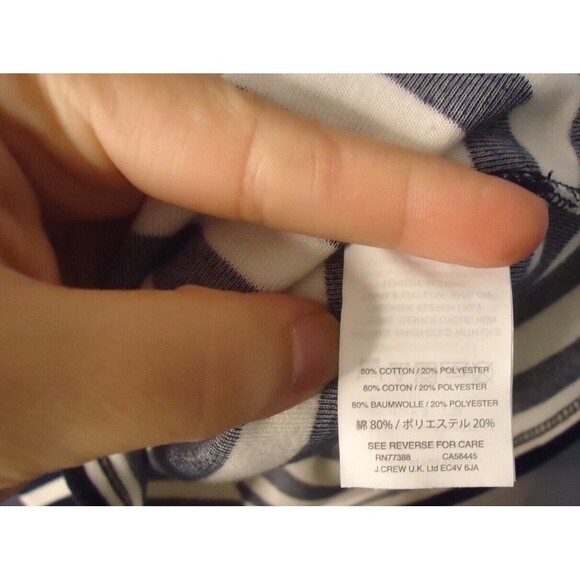 80% COTTON / 20% POLYESTER
80% COTON / 20% POLYESTER
80% BAUMWOLLE / 20% POLYESTER
綿 80% / ポリエステル 20%
SEE REVERSE FOR CARE
RN77388 CA56445
J.CREW U.K. Ltd EC4V 6JA